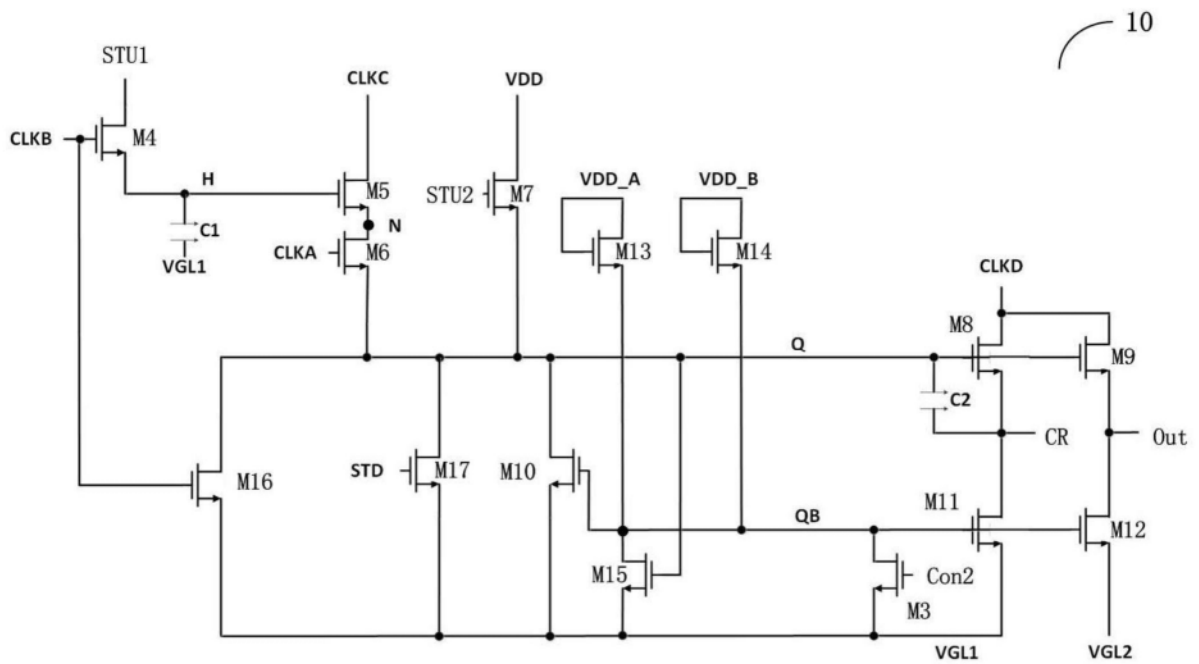 10
STU1
CLKC
VDD
CLKB
M4
H
M5
STU2
M7
VDD_A
VDD_B
C1
N
VGL1
CLKA
M6
M13
M14
CLKD
M8
Q
M9
C2
CR
Out
STD
M16
M17
M10
M11
QB
M12
M15
Con2
M3
VGL1
VGL2